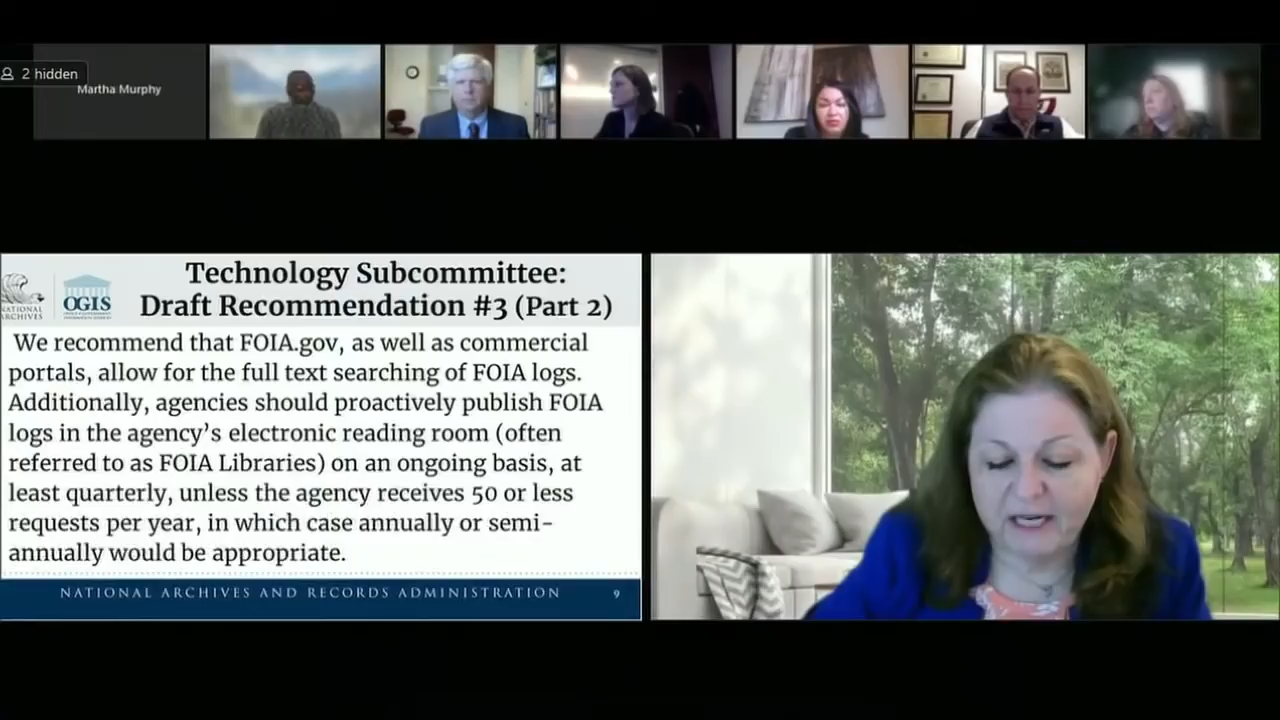 2 hidden
Martha Murphy
NATIONAL
ARCHIVES
OGIS
Technology Subcommittee:
Draft Recommendation #3 (Part 2)
We recommend that FOIA.gov, as well as commercial
portals, allow for the full text searching of FOIA logs.
Additionally, agencies should proactively publish FOIA
logs in the agency’s electronic reading room (often
referred to as FOIA Libraries) on an ongoing basis, at
least quarterly, unless the agency receives 50 or less
requests per year, in which case annually or semi-
annually would be appropriate.
NATIONAL ARCHIVES AND RECORDS ADMINISTRATION 9